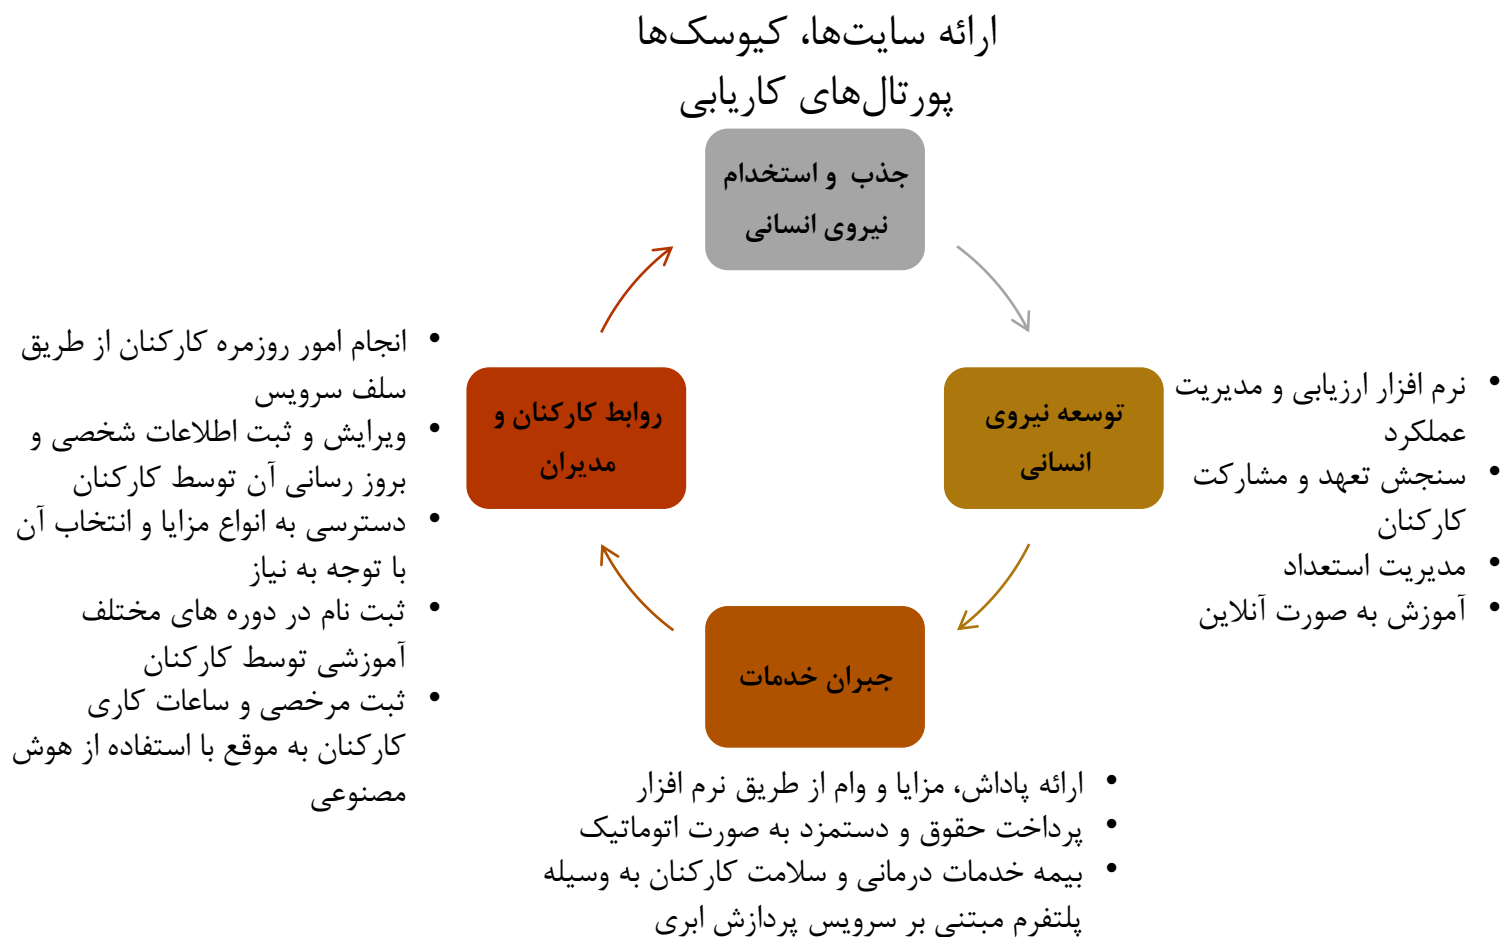 ارائه سایت‌ها، کیوسک‌ها
پورتال‌های کاریابی
جذب و استخدام
نیروی انسانی
توسعه نیروی
انسانی
• نرم افزار ارزیابی و مدیریت
عملکرد
• سنجش تعهد و مشارکت
کارکنان
• مدیریت استعداد
• آموزش به صورت آنلاین
جبران خدمات
• ارائه پاداش، مزایا و وام از طریق نرم افزار
• پرداخت حقوق و دستمزد به صورت اتوماتیک
• بیمه خدمات درمانی و سلامت کارکنان به وسیله
پلتفرم مبتنی بر سرویس پردازش ابری
روابط کارکنان و
مدیران
• انجام امور روزمره کارکنان از طریق
سلف سرویس
• ویرایش و ثبت اطلاعات شخصی و
بروز رسانی آن توسط کارکنان
• دسترسی به انواع مزایا و انتخاب آن
با توجه به نیاز
• ثبت نام در دوره های مختلف
آموزشی توسط کارکنان
• ثبت مرخصی و ساعات کاری
کارکنان به موقع با استفاده از هوش
مصنوعی